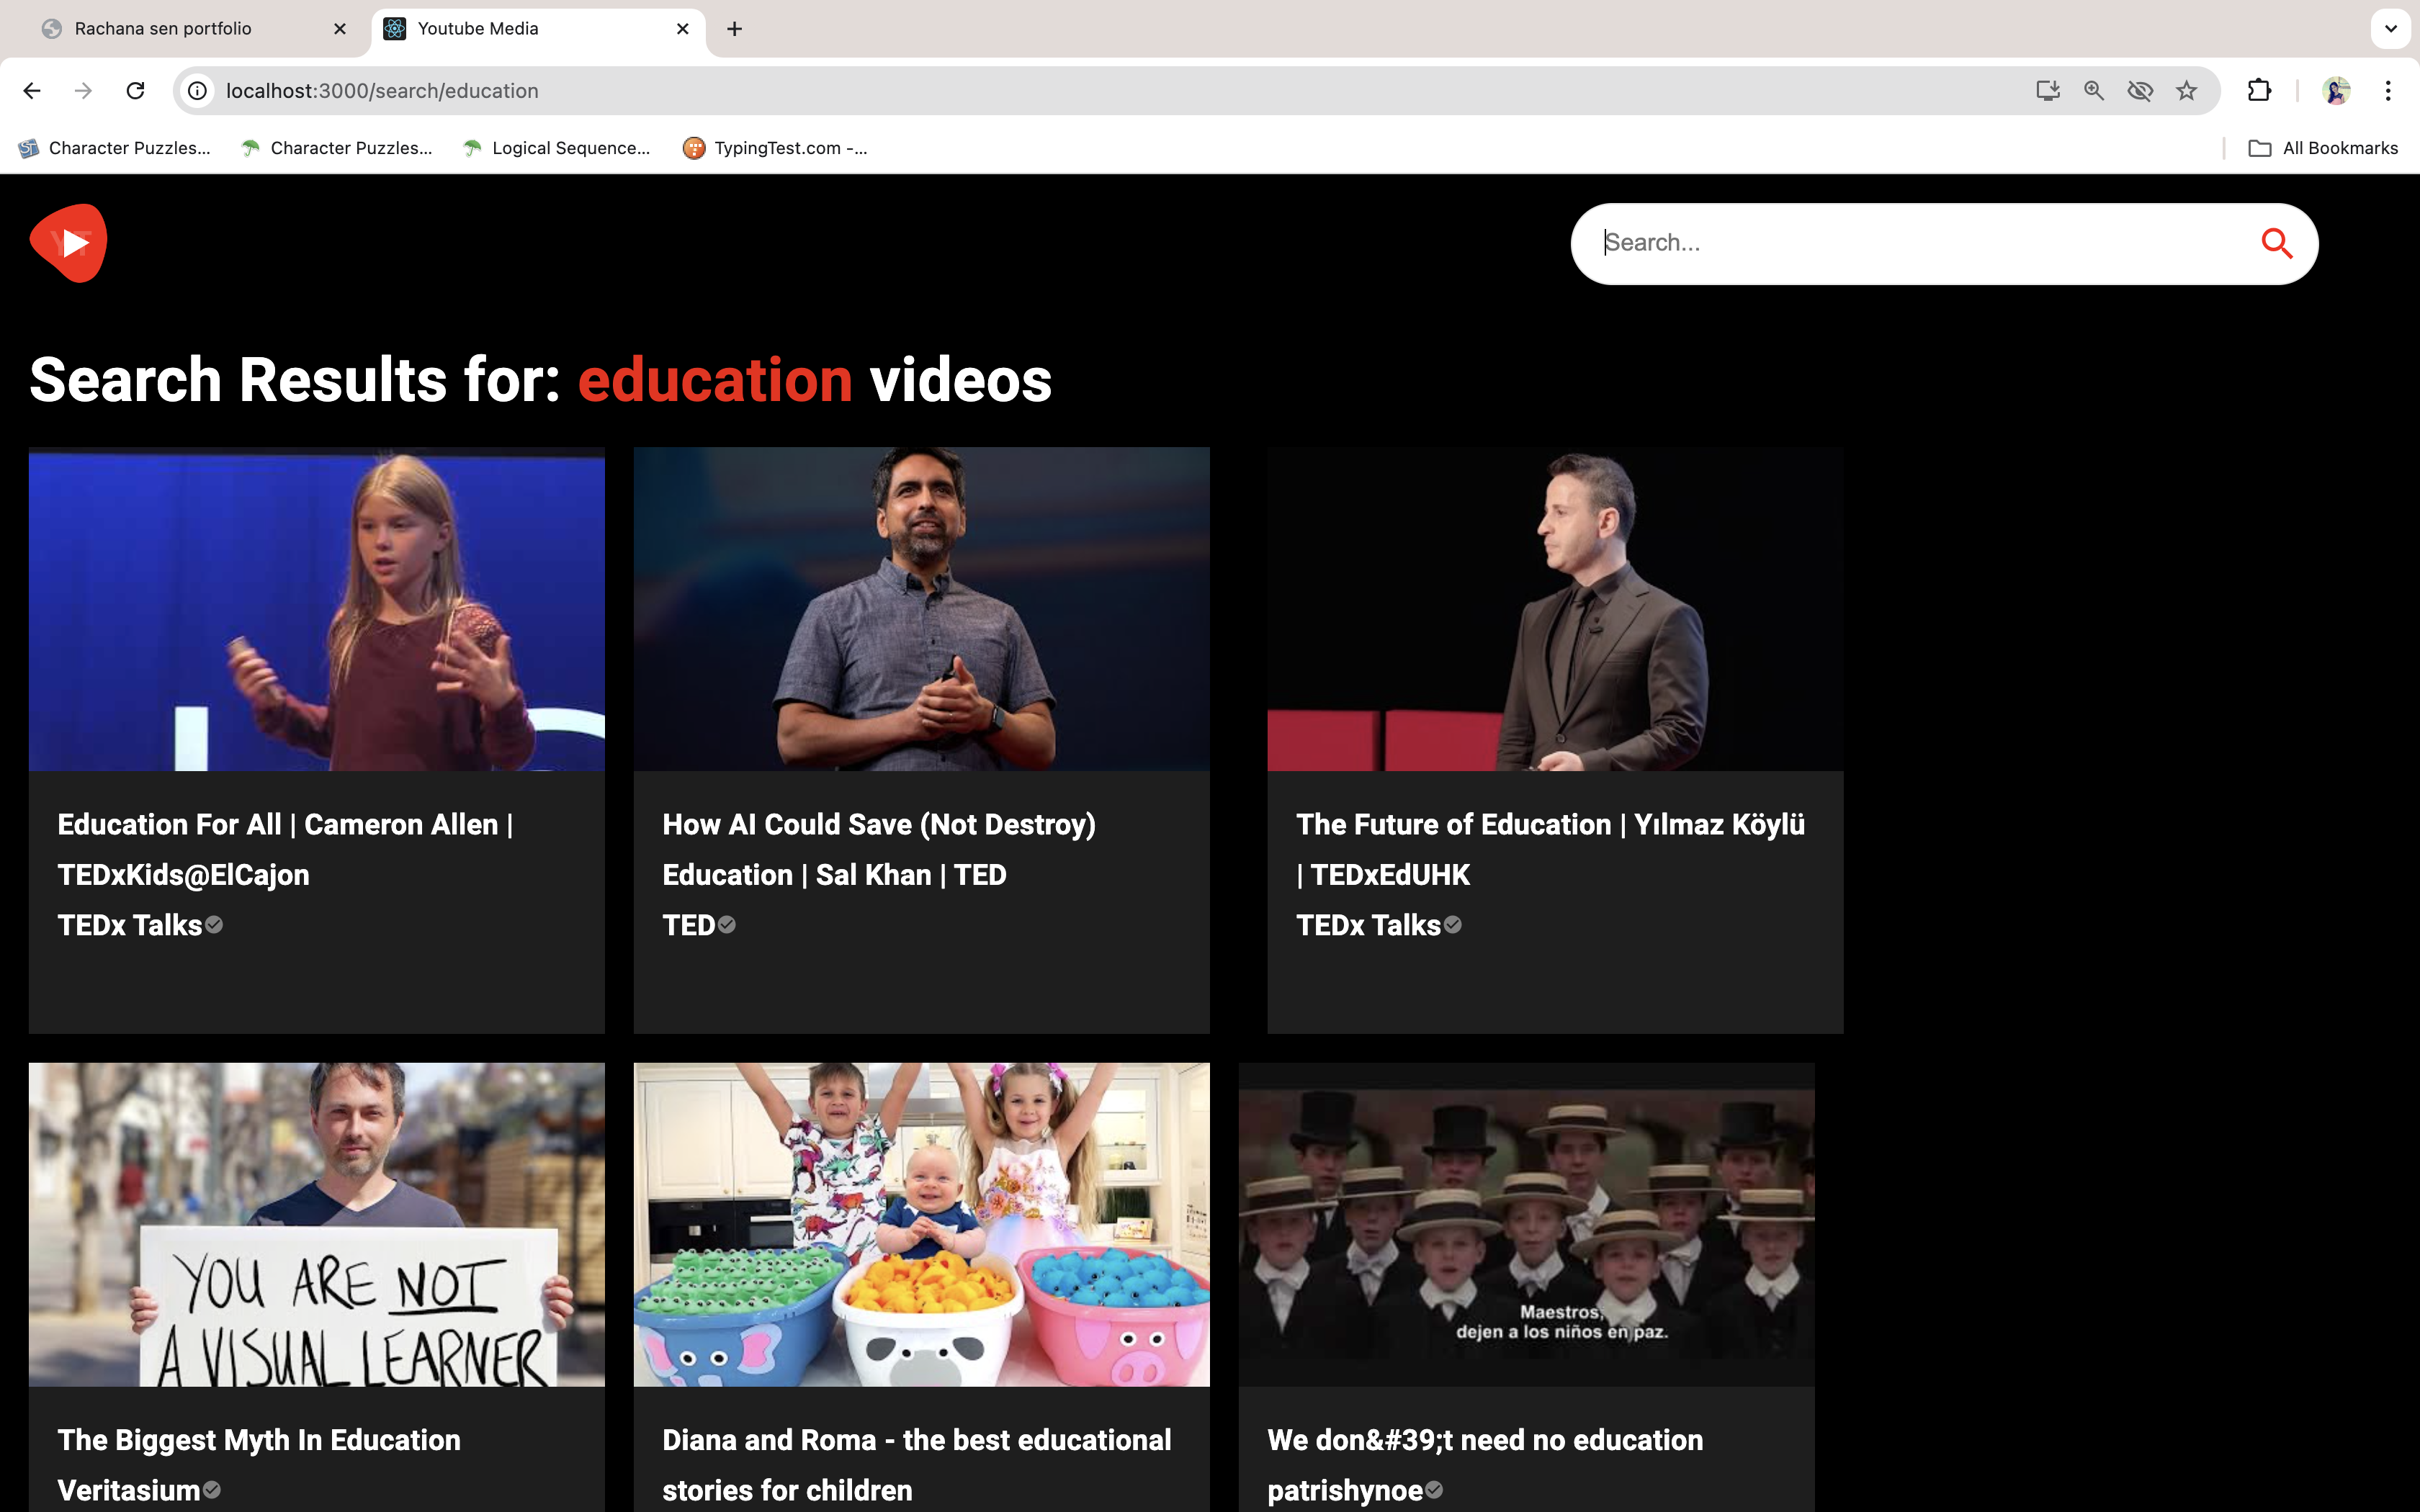 Rachana sen portfolio
Youtube Media
localhost:3000/search/education
Character Puzzles...
Character Puzzles...
Logical Sequence...
TypingTest.com -...
All Bookmarks
YT
Search...
Search Results for: education videos
Education For All | Cameron Allen |
TEDxKids@ElCajon
TEDx Talks
How AI Could Save (Not Destroy)
Education | Sal Khan | TED
TED
The Future of Education | Yılmaz Köylü
| TEDxEdUHK
TEDx Talks
YOU ARE NOT
A VISUAL LEARNER
Maestros,
dejen a los niños en paz.
The Biggest Myth In Education
Veritasium
Diana and Roma - the best educational
stories for children
We don&#39;t need no education
patrishynoe